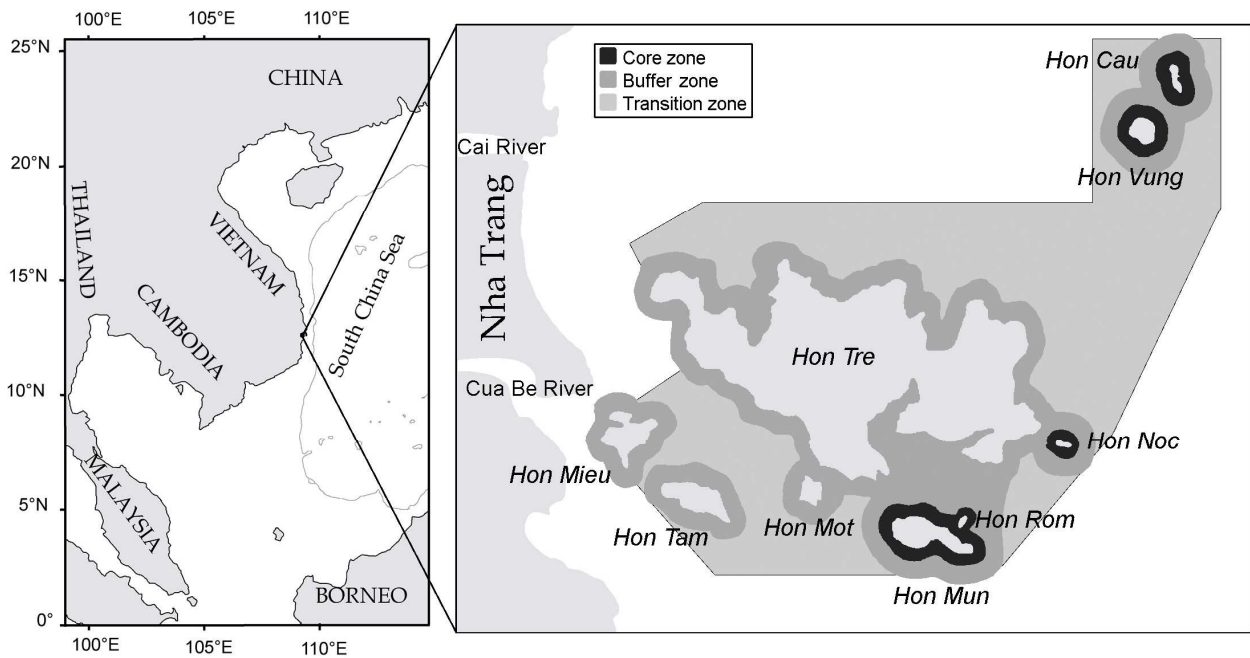 100°E 105°E 110°E
25°N
20°N
15°N
10°N
5°N
0°
100°E 105°E 110°E
CHINA
THAILAND
VIETNAM
CAMBODIA
South China Sea
MALAYSIA
BORNEO
Core zone
Buffer zone
Transition zone
Cai River
Nha Trang
Cua Be River
Hon Cau
Hon Vung
Hon Tre
Hon Noc
Hon Mieu
Hon Tam
Hon Mot
Hon Rom
Hon Mun